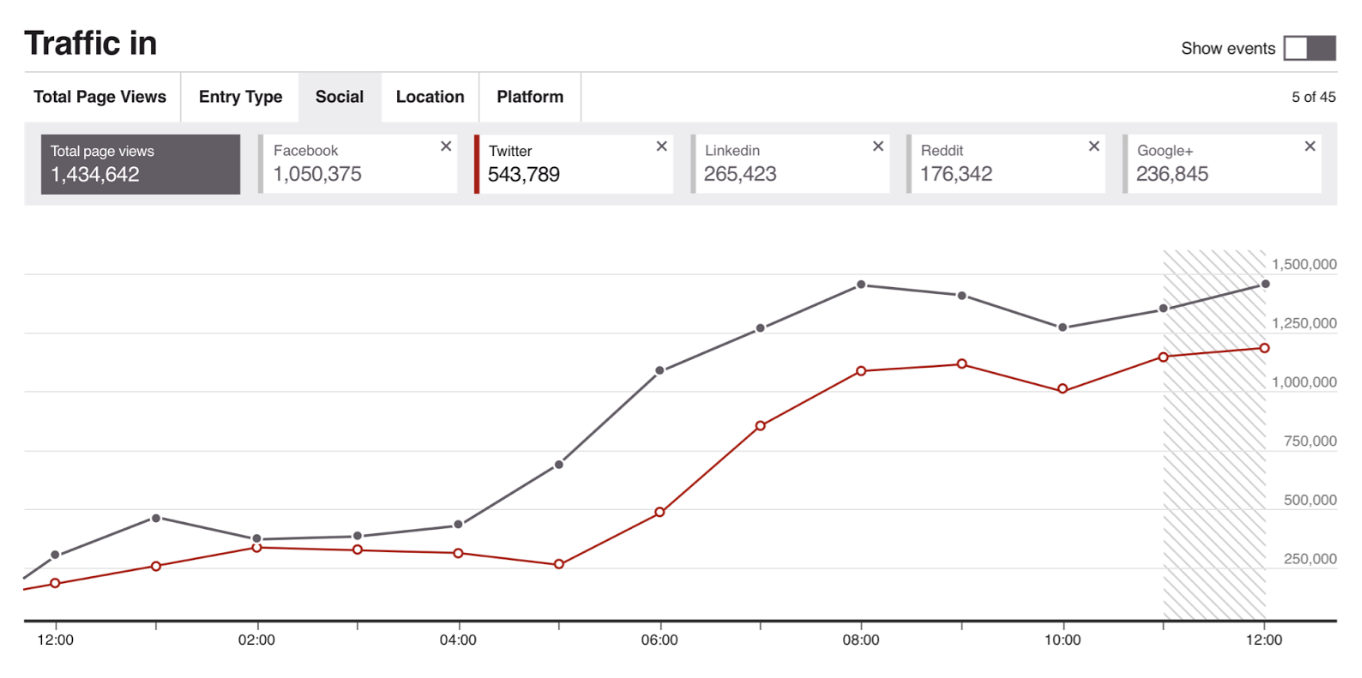 Traffic in
Show events
Total Page Views Entry Type Social Location Platform 5 of 45
Total page views
1,434,642
Facebook
1,050,375
Twitter
543,789
Linkedin
265,423
Reddit
176,342
Google+
236,845
1,500,000
1,250,000
1,000,000
750,000
500,000
250,000
12:00 02:00 04:00 06:00 08:00 10:00 12:00